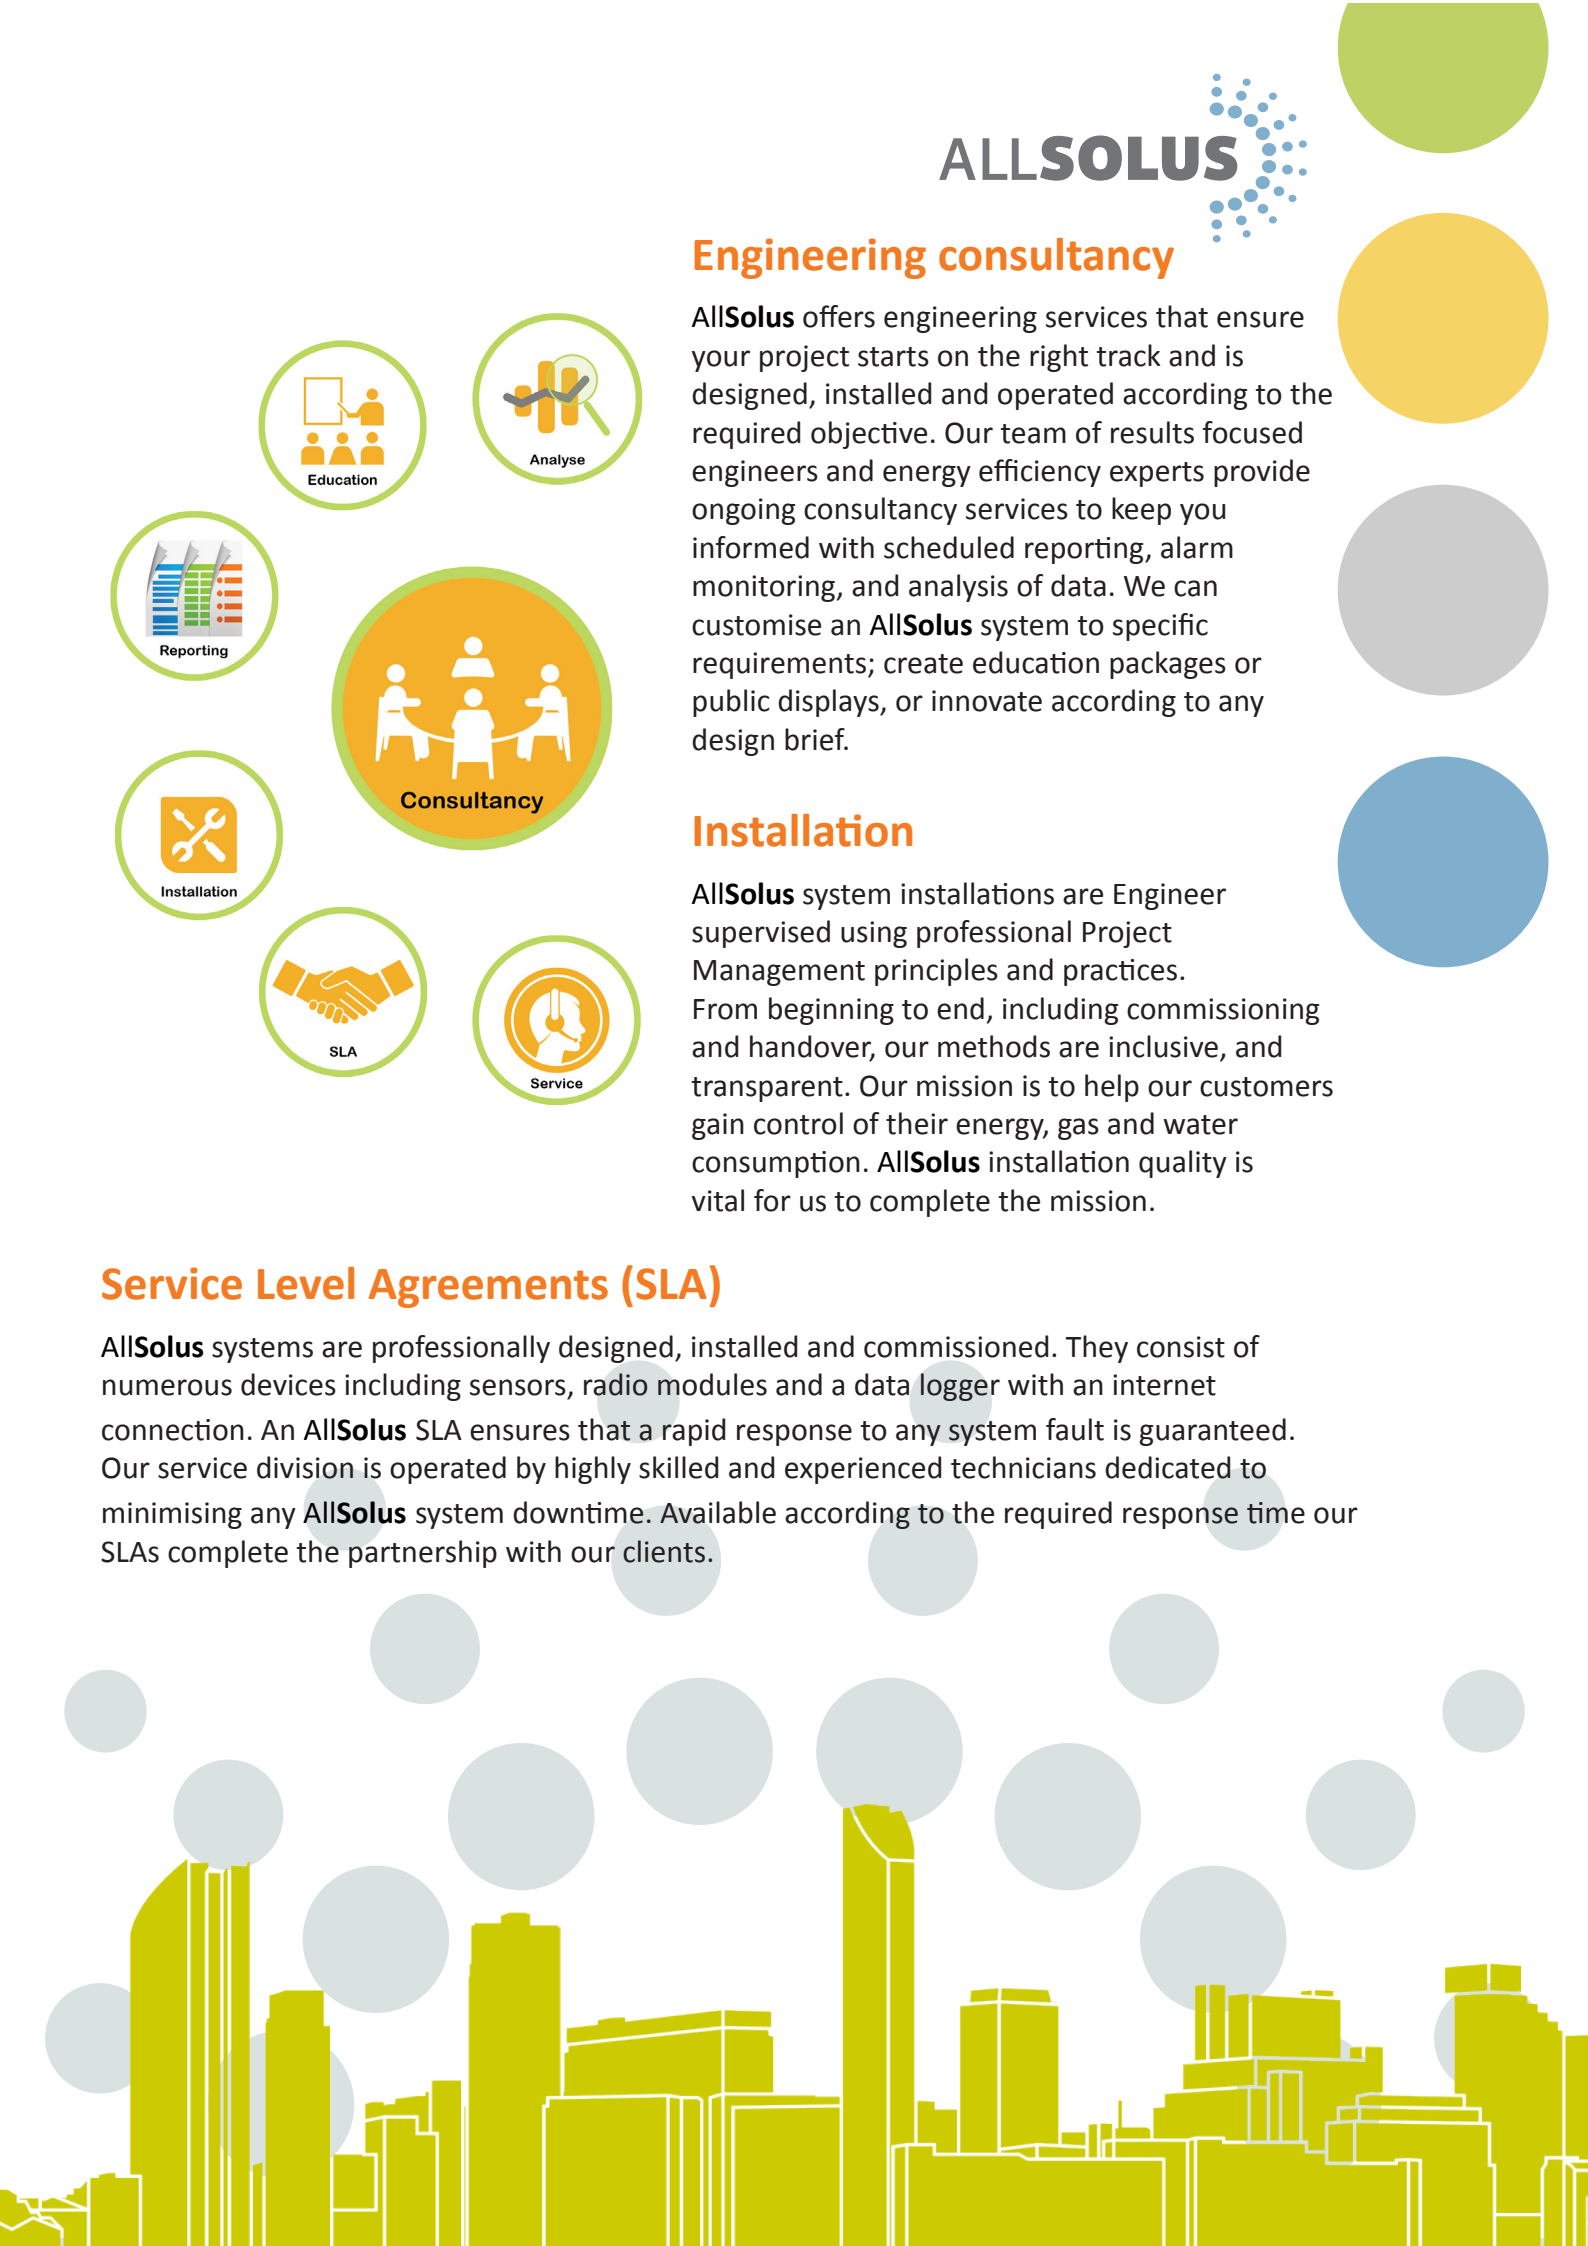 ALLSOLUS
Engineering consultancy
AllSolus offers engineering services that ensure
your project starts on the right track and is
designed, installed and operated according to the
required objective. Our team of results focused
engineers and energy efficiency experts provide
ongoing consultancy services to keep you
informed with scheduled reporting, alarm
monitoring, and analysis of data. We can
customise an AllSolus system to specific
requirements; create education packages or
public displays, or innovate according to any
design brief.
Analyse
Education
Reporting
Consultancy
Installation
SLA
Service
Installation
AllSolus system installations are Engineer
supervised using professional Project
Management principles and practices.
From beginning to end, including commissioning
and handover, our methods are inclusive, and
transparent. Our mission is to help our customers
gain control of their energy, gas and water
consumption. AllSolus installation quality is
vital for us to complete the mission.
Service Level Agreements (SLA)
AllSolus systems are professionally designed, installed and commissioned. They consist of
numerous devices including sensors, radio modules and a data logger with an internet
connection. An AllSolus SLA ensures that a rapid response to any system fault is guaranteed.
Our service division is operated by highly skilled and experienced technicians dedicated to
minimising any AllSolus system downtime. Available according to the required response time our
SLAs complete the partnership with our clients.